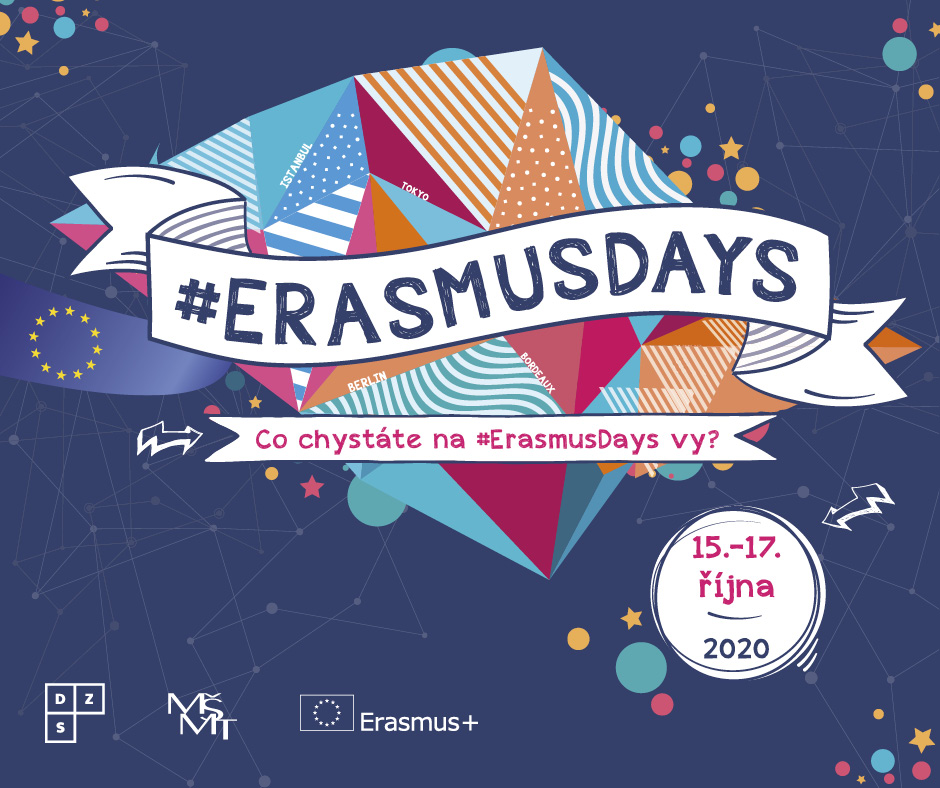 ISTANBUL
TOKYO
#ERASMUSDAYS
BERLIN
BORDEAUX
Co chystáte na #ErasmusDays vy?
15.-17.
října
2020
D Z
S
MŠ
MT
Erasmus+